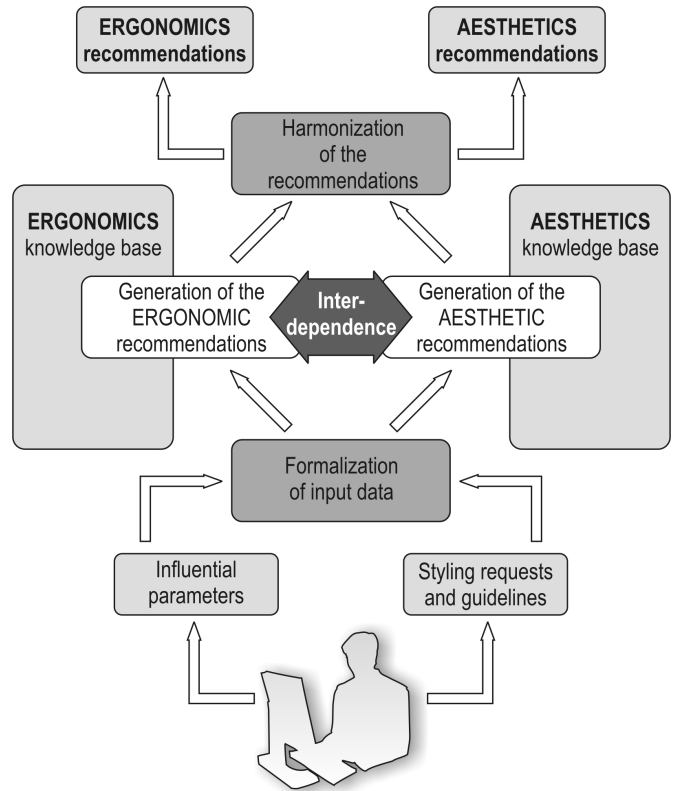 ERGONOMICS
recommendations
AESTHETICS
recommendations
Harmonization
of the
recommendations
ERGONOMICS
knowledge base
AESTHETICS
knowledge base
Generation of the
ERGONOMIC
recommendations
Inter-
dependence
Generation of the
AESTHETIC
recommendations
Formalization
of input data
Influential
parameters
Styling requests
and guidelines